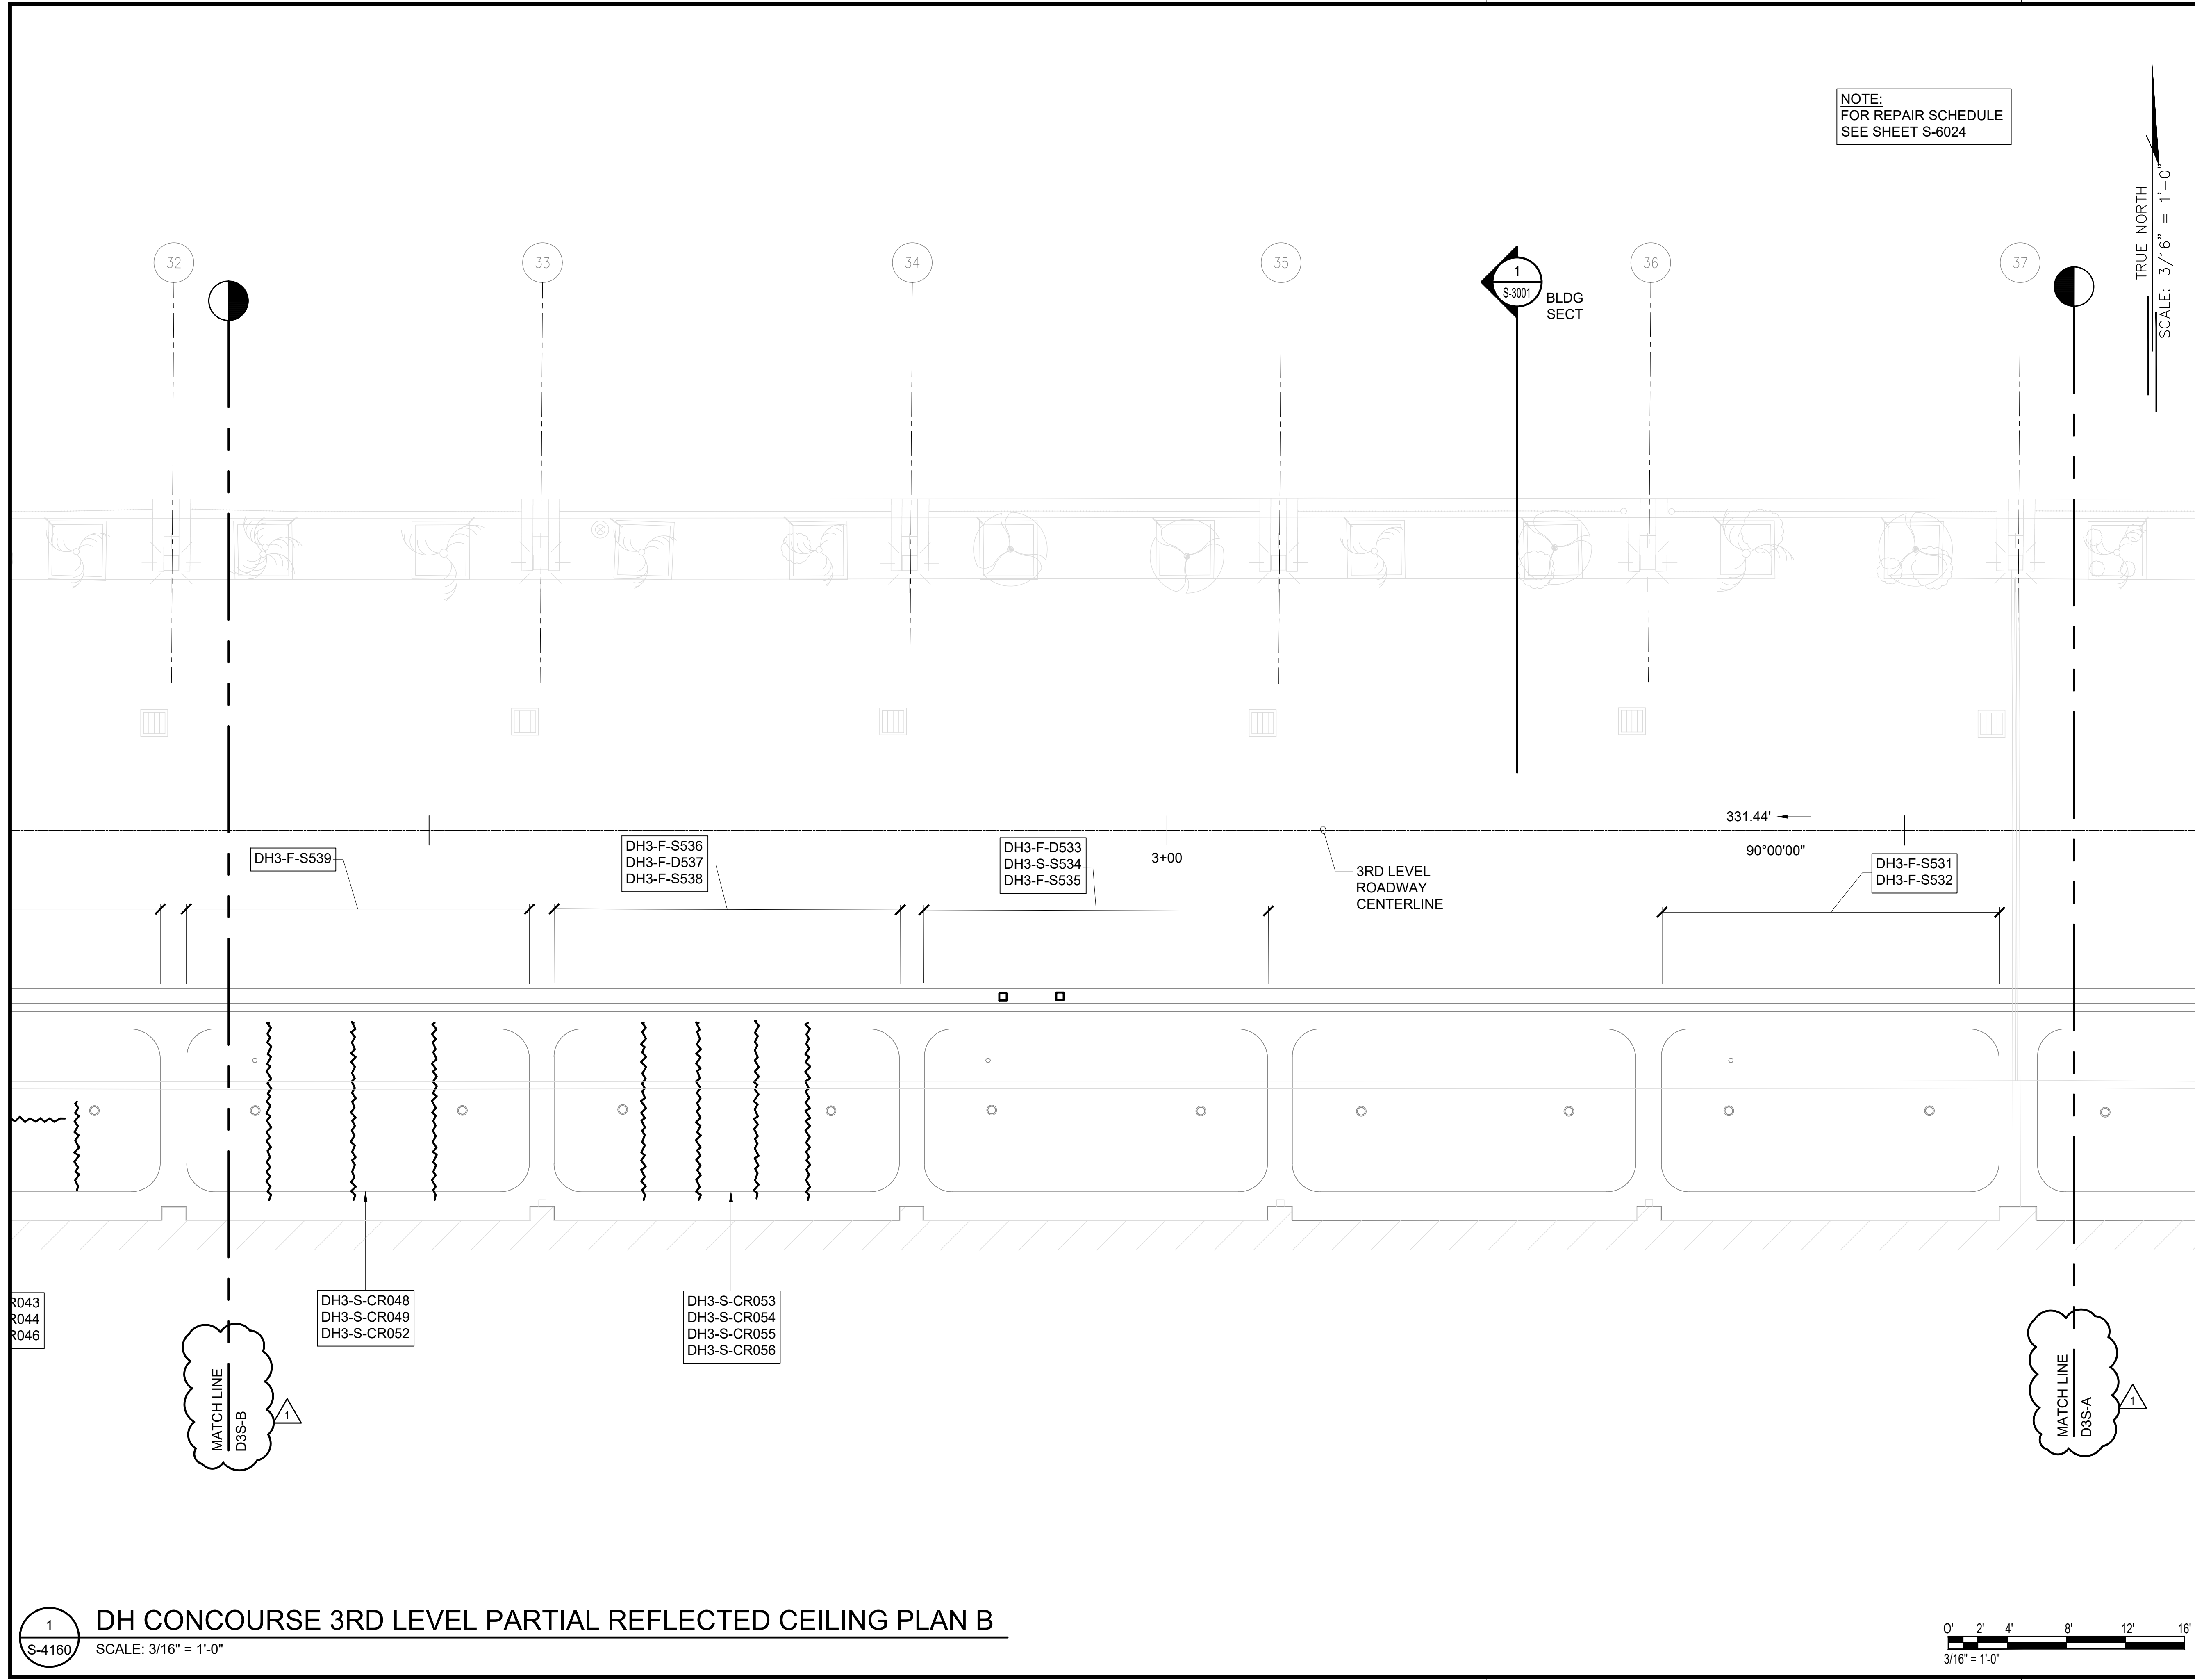 NOTE:
FOR REPAIR SCHEDULE
SEE SHEET S-6024
TRUE NORTH
SCALE: 3/16" = 1'-0"
32
33
34
35
36
37
1
S-3001
BLDG
SECT
331.44'
90°00'00"
3+00
3RD LEVEL
ROADWAY
CENTERLINE
DH3-F-S539
DH3-F-S536
DH3-F-D537
DH3-F-S538
DH3-F-D533
DH3-S-S534
DH3-F-S535
DH3-F-S531
DH3-F-S532
R043
R044
R046
DH3-S-CR048
DH3-S-CR049
DH3-S-CR052
DH3-S-CR053
DH3-S-CR054
DH3-S-CR055
DH3-S-CR056
MATCH LINE
D3S-B
1
MATCH LINE
D3S-A
1
1
S-4160
DH CONCOURSE 3RD LEVEL PARTIAL REFLECTED CEILING PLAN B
SCALE: 3/16" = 1'-0"
0' 2' 4' 8' 12' 16'
3/16" = 1'-0"